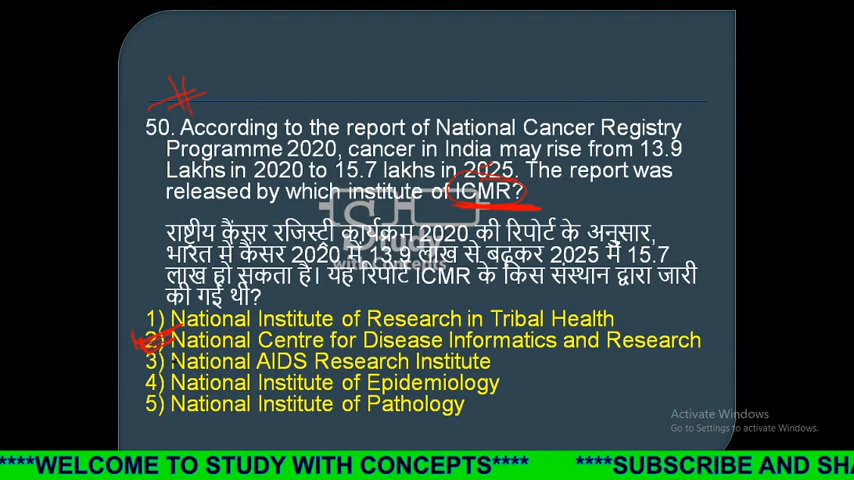 50. According to the report of National Cancer Registry
Programme 2020, cancer in India may rise from 13.9
Lakhs in 2020 to 15.7 lakhs in 2025. The report was
released by which institute of ICMR?
राष्ट्रीय कैंसर रजिस्ट्री कार्यक्रम 2020 की रिपोर्ट के अनुसार,
भारत में कैंसर 2020 में 13.9 लाख से बढ़कर 2025 में 15.7
लाख हो सकता है। यह रिपोर्ट ICMR के किस संस्थान द्वारा जारी
की गई थी?
Study
with Concepts
1) National Institute of Research in Tribal Health
2) National Centre for Disease Informatics and Research
3) National AIDS Research Institute
4) National Institute of Epidemiology
5) National Institute of Pathology
Activate Windows
Go to Settings to activate Windows.
****WELCOME TO STUDY WITH CONCEPTS**** ****SUBSCRIBE AND SHA